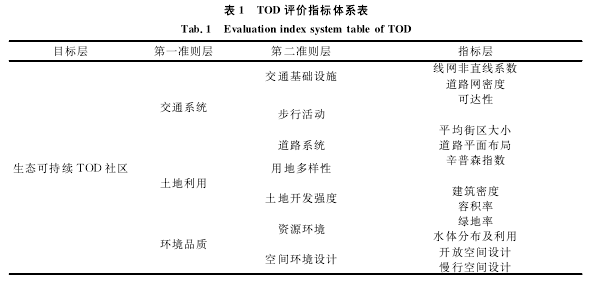 表 1 TOD 评价指标体系表
Tab. 1 Evaluation index system table of TOD
目标层 第一准则层 第二准则层 指标层
交通基础设施 线网非直线系数
道路网密度
交通系统 步行活动 可达性
道路系统 平均街区大小
道路平面布局
生态可持续 TOD 社区 土地利用 用地多样性 辛普森指数
土地开发强度 建筑密度
容积率
环境品质 资源环境 绿地率
水体分布及利用
空间环境设计 开放空间设计
慢行空间设计